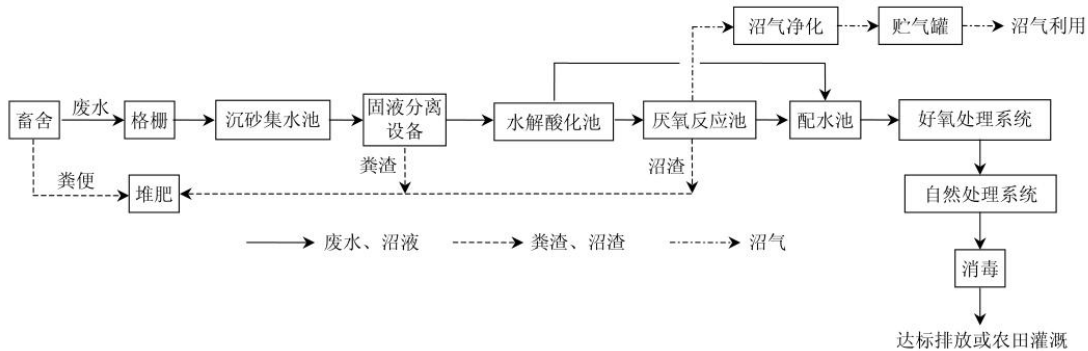 沼气净化
贮气罐
沼气利用
畜舍
废水
格栅
沉砂集水池
固液分离
设备
水解酸化池
厌氧反应池
配水池
好氧处理系统
粪便
堆肥
粪渣
沼渣
自然处理系统
废水、沼液
粪渣、沼渣
沼气
消毒
达标排放或农田灌溉